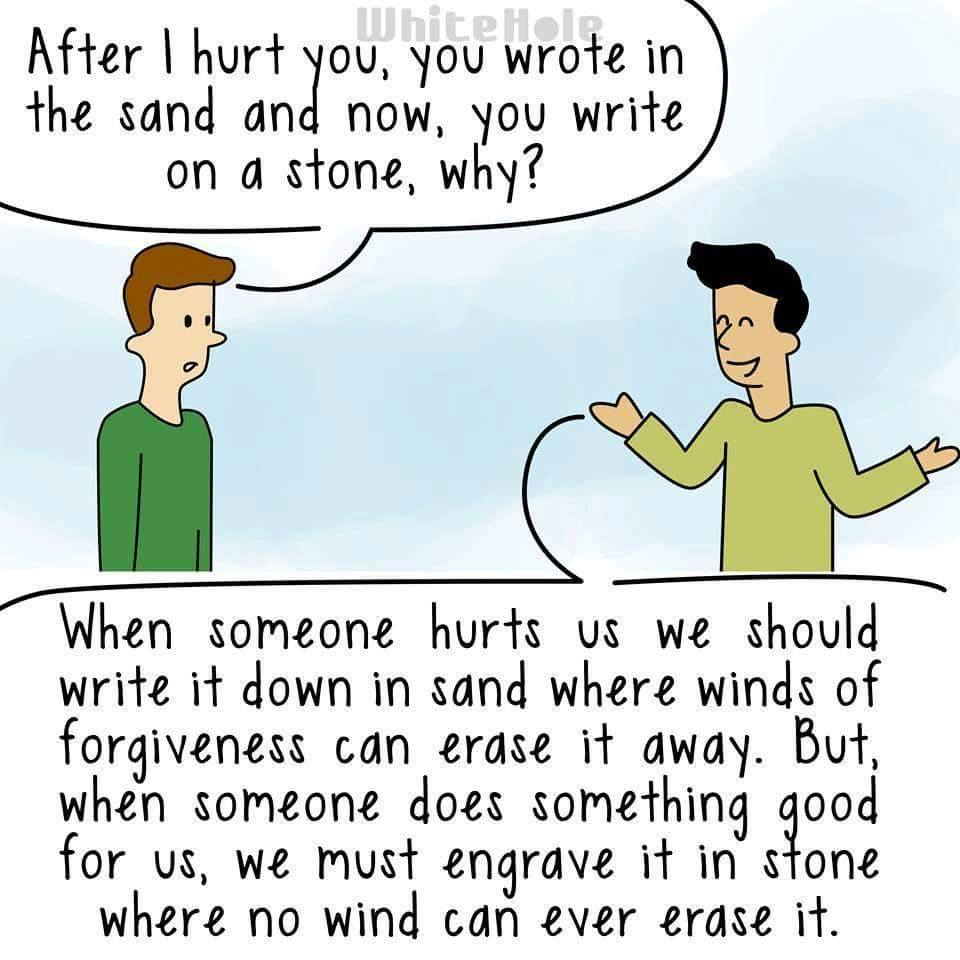 WhiteHole
After I hurt you, you wrote in
the sand and now, you write
on a stone, why?
When someone hurts us we should
write it down in sand where winds of
forgiveness can erase it away. But,
when someone does something good
for us, we must engrave it in stone
where no wind can ever erase it.